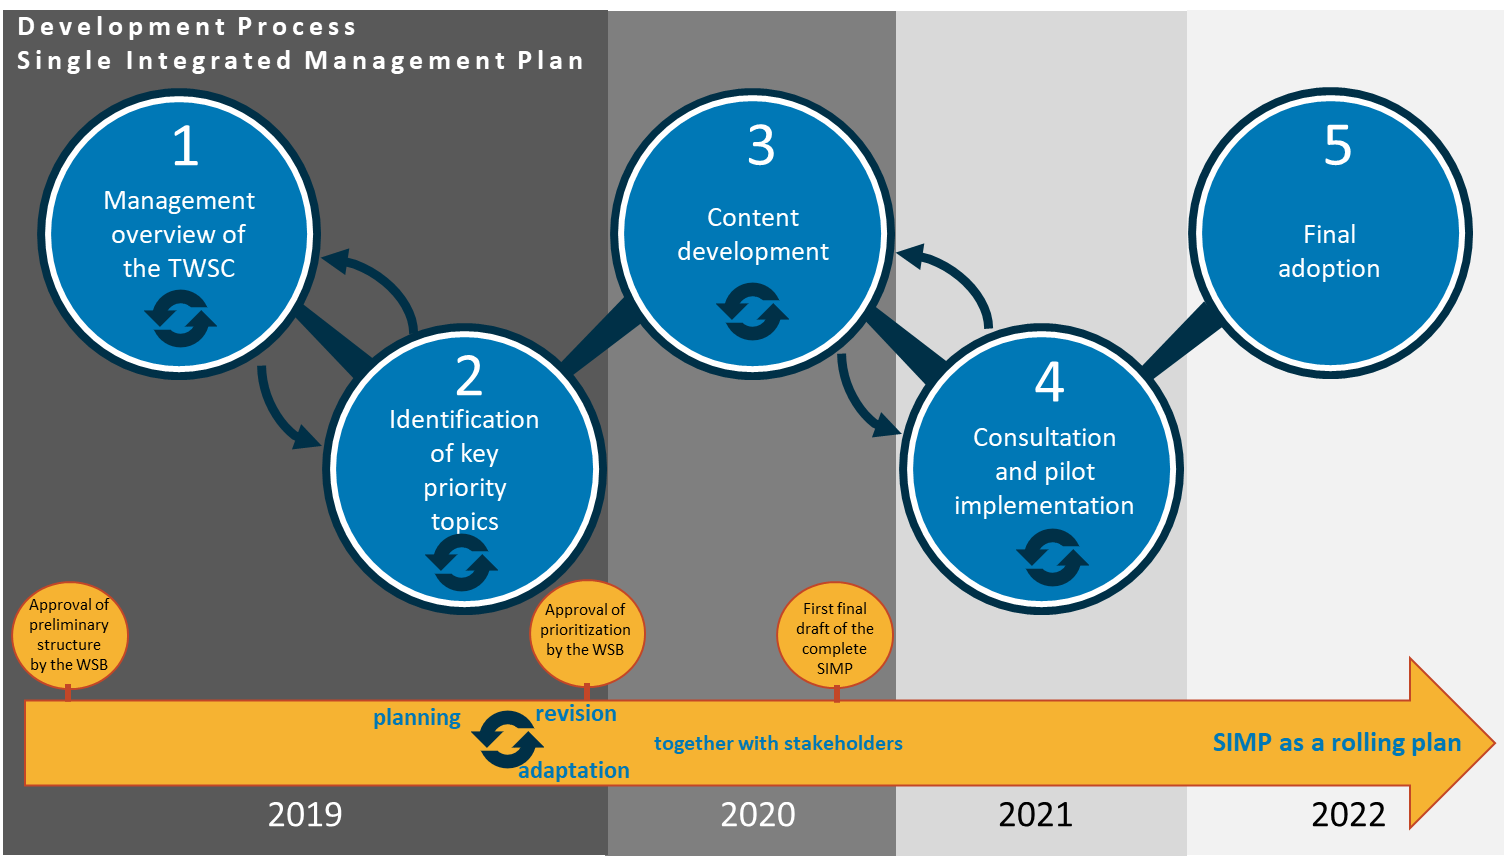 Development Process
Single Integrated Management Plan
1
Management
overview of
the TWSC
2
Identification
of key
priority
topics
3
Content
development
4
Consultation
and pilot
implementation
5
Final
adoption
Approval of
preliminary
structure
by the WSB
Approval of
prioritization
by the WSB
First final
draft of the
complete
SIMP
planning
revision
adaptation
together with stakeholders
SIMP as a rolling plan
2019
2020
2021
2022